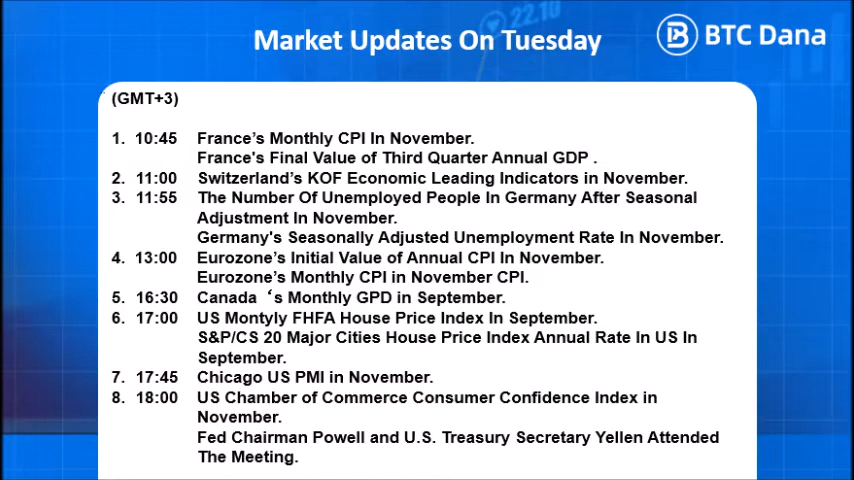 22.10
Market Updates On Tuesday
BTC Dana
(GMT+3)
1. 10:45 France's Monthly CPI In November.
France's Final Value of Third Quarter Annual GDP .
2. 11:00 Switzerland's KOF Economic Leading Indicators in November.
3. 11:55 The Number Of Unemployed People In Germany After Seasonal
Adjustment In November.
Germany's Seasonally Adjusted Unemployment Rate In November.
4. 13:00 Eurozone's Initial Value of Annual CPI In November.
Eurozone's Monthly CPI in November CPI.
5. 16:30 Canada ‘s Monthly GPD in September.
6. 17:00 US Montyly FHFA House Price Index In September.
S&P/CS 20 Major Cities House Price Index Annual Rate In US In
September.
7. 17:45 Chicago US PMI in November.
8. 18:00 US Chamber of Commerce Consumer Confidence Index in
November.
Fed Chairman Powell and U.S. Treasury Secretary Yellen Attended
The Meeting.